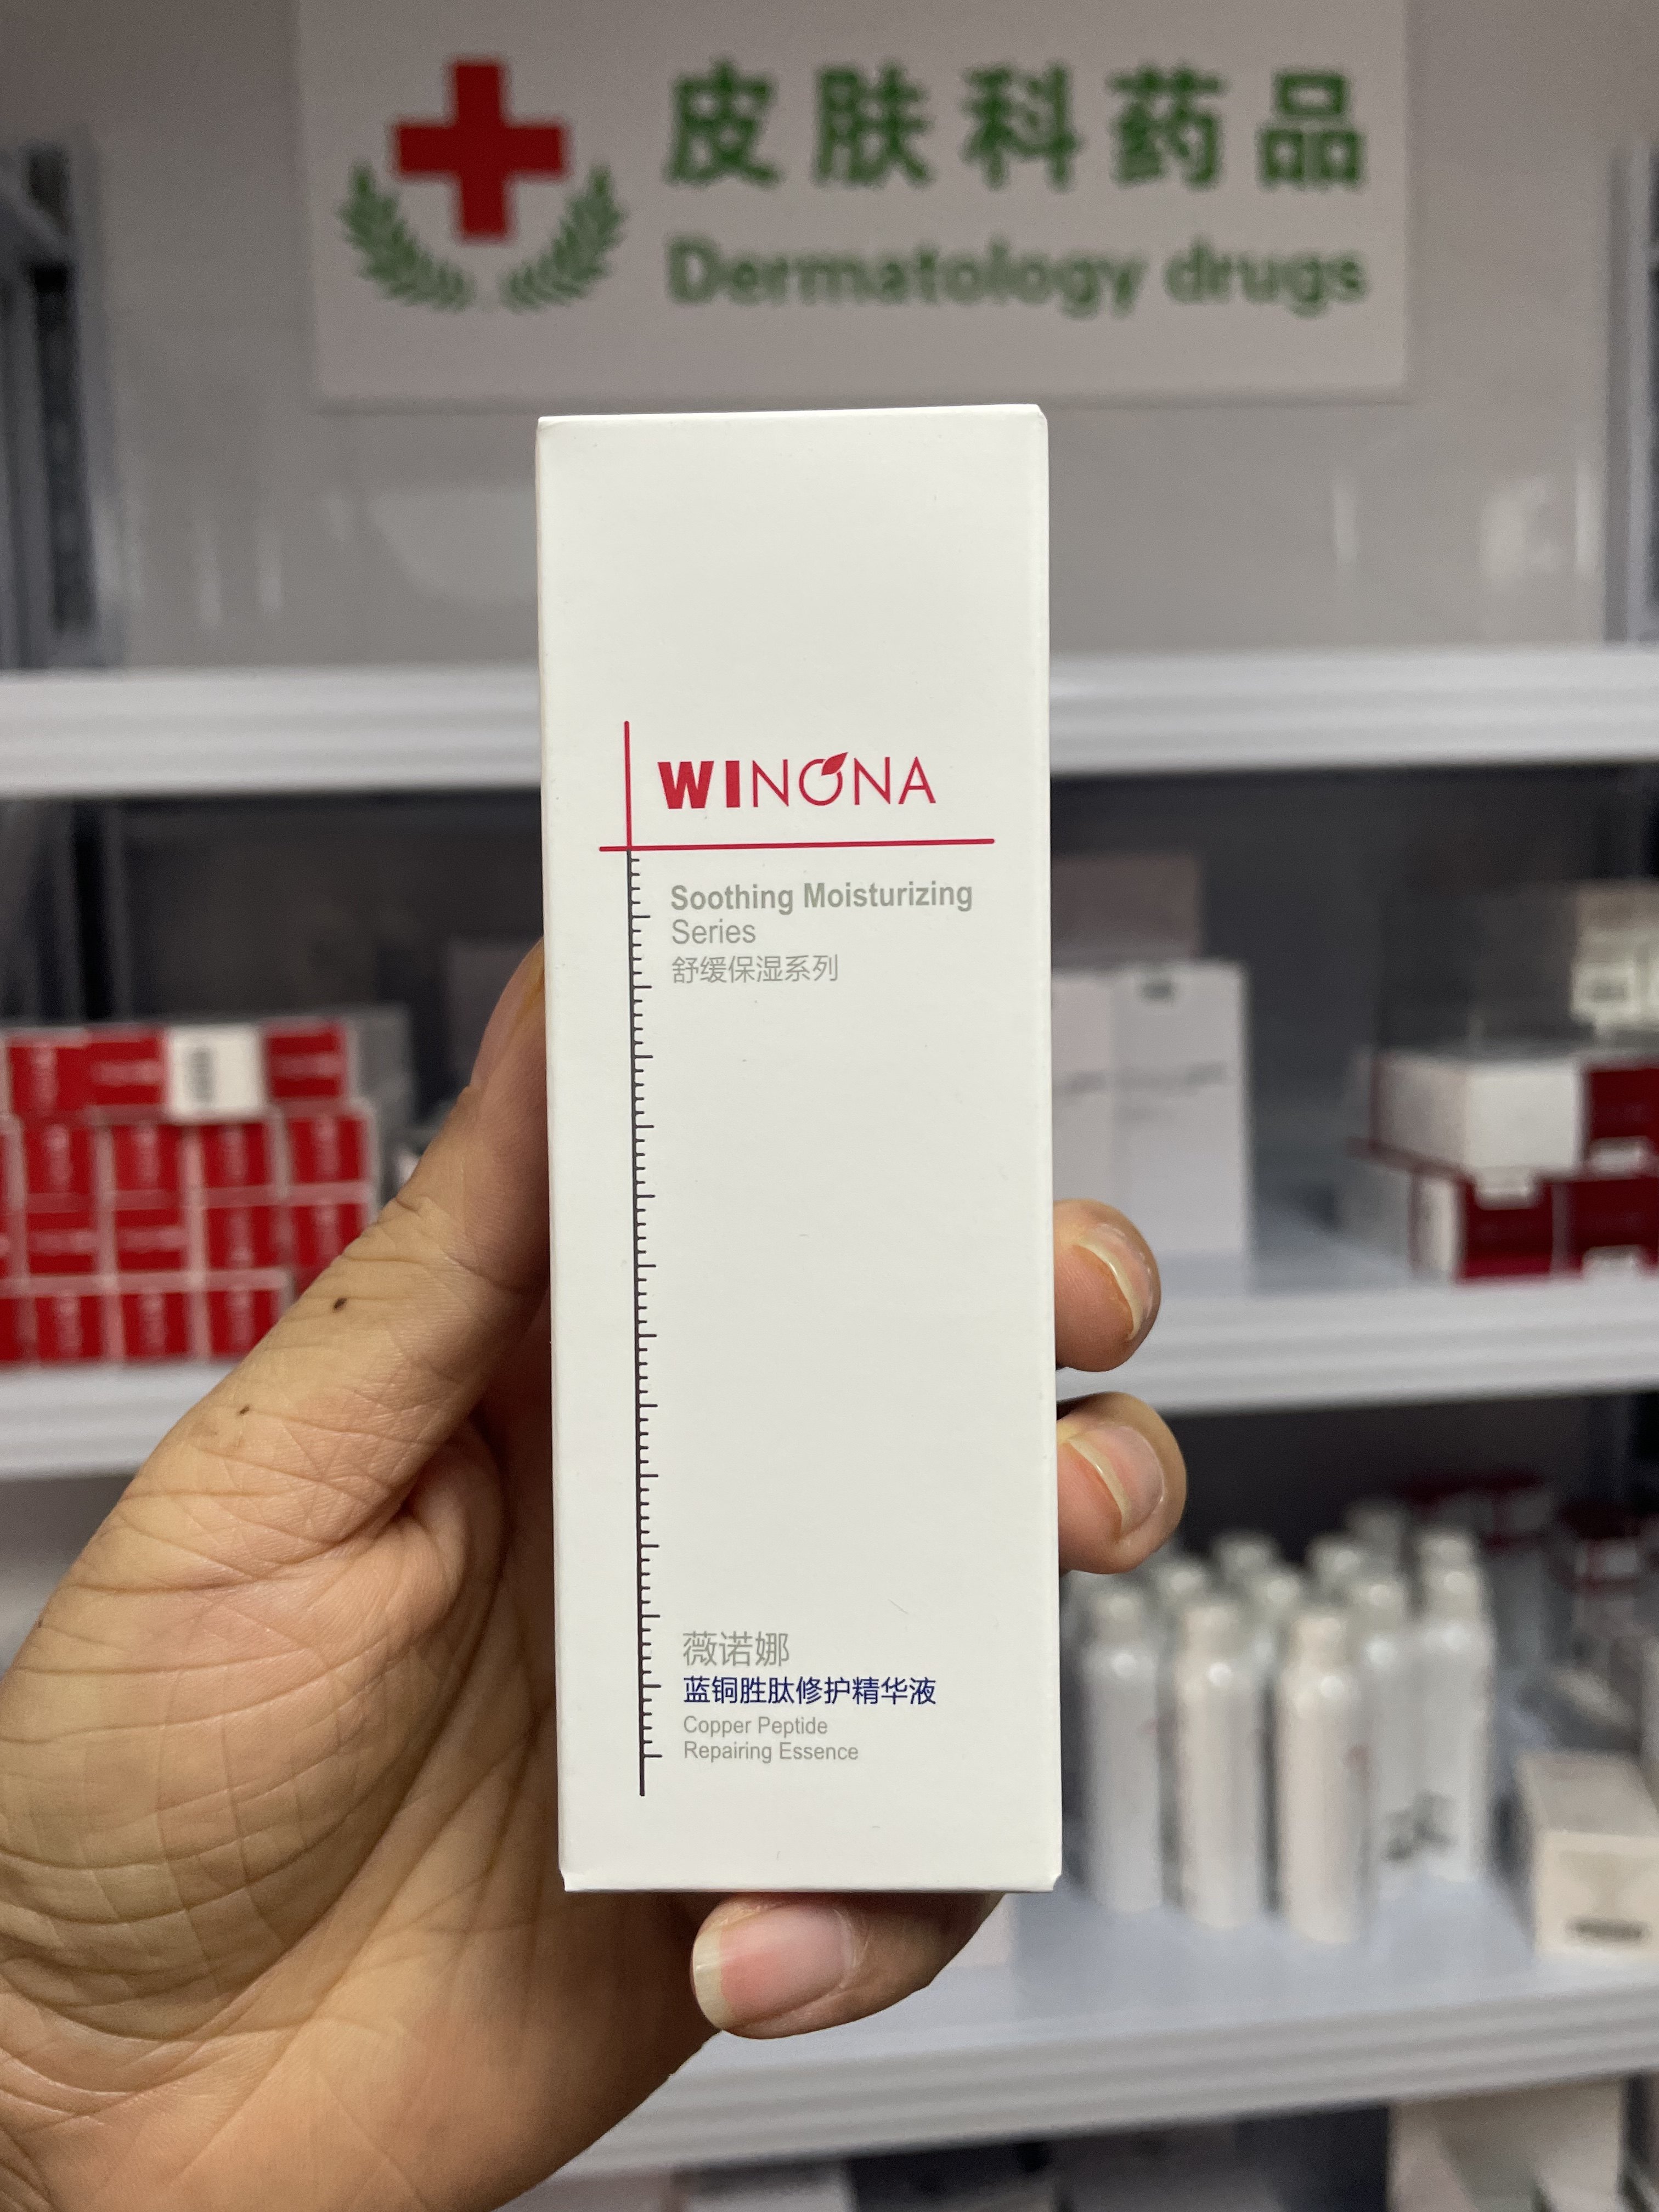 皮肤科药品
Dermatology drugs
WINONA
Soothing Moisturizing
Series
舒缓保湿系列
薇诺娜
蓝铜胜肽修护精华液
Copper Peptide
Repairing Essence